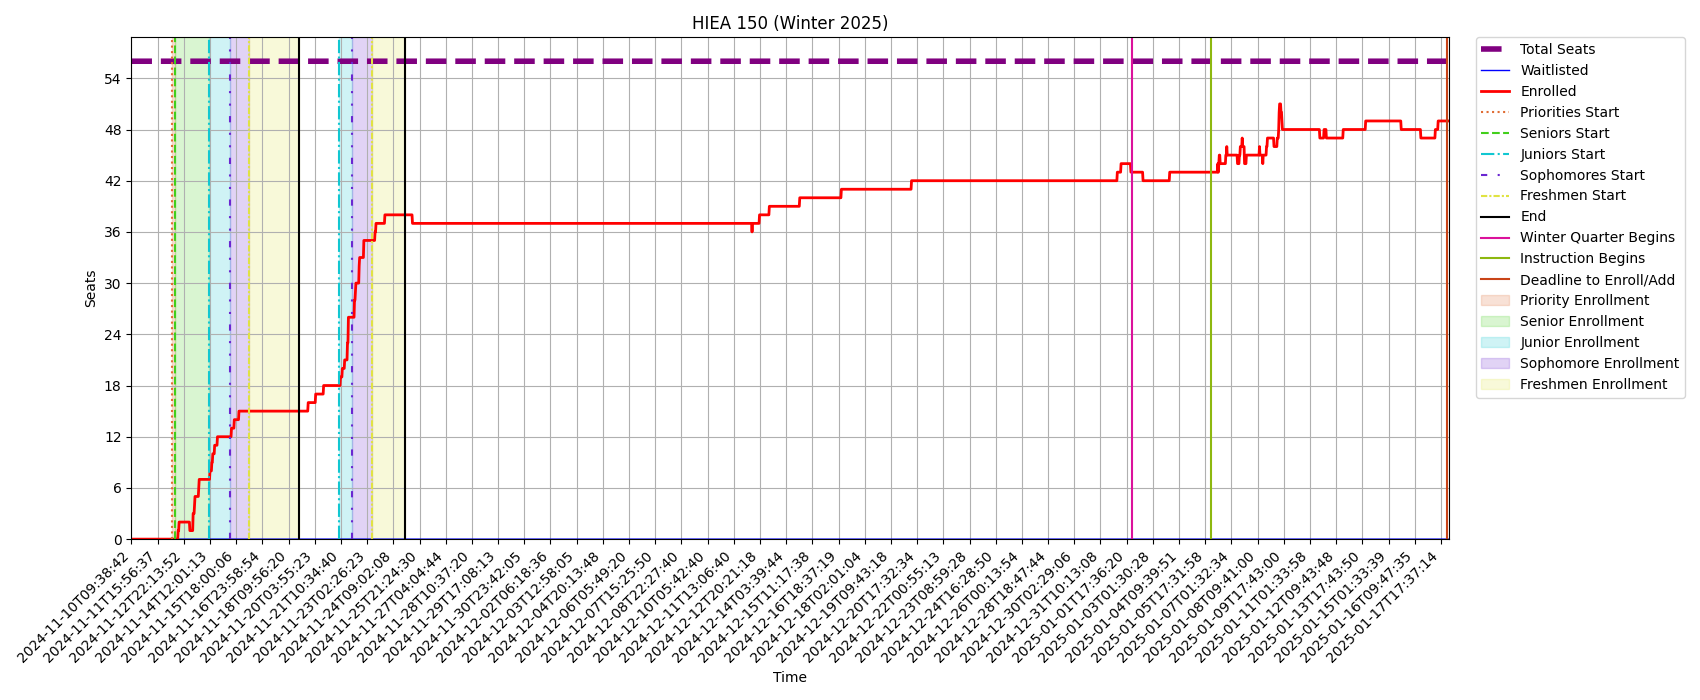 HIEA 150 (Winter 2025)
Seats
54
48
42
36
30
24
18
12
6
0
2024-11-10T09:38:42
2024-11-11T15:56:37
2024-11-12T22:13:52
2024-11-14T12:01:13
2024-11-15T18:00:06
2024-11-16T23:58:54
2024-11-18T09:56:20
2024-11-20T03:55:23
2024-11-21T10:34:40
2024-11-23T02:26:23
2024-11-24T09:02:08
2024-11-25T21:24:30
2024-11-27T04:04:44
2024-11-28T10:37:20
2024-11-29T17:08:13
2024-11-30T23:42:05
2024-12-02T06:18:36
2024-12-03T12:58:05
2024-12-04T20:13:48
2024-12-06T05:49:20
2024-12-07T15:25:50
2024-12-08T22:27:40
2024-12-10T05:42:40
2024-12-11T13:06:40
2024-12-12T20:21:18
2024-12-14T03:39:44
2024-12-15T11:17:38
2024-12-16T18:37:19
2024-12-18T02:01:04
2024-12-19T09:43:18
2024-12-20T17:32:34
2024-12-22T00:55:13
2024-12-23T08:59:28
2024-12-24T16:28:50
2024-12-26T00:13:54
2024-12-28T18:47:44
2024-12-30T02:29:06
2024-12-31T10:13:08
2025-01-01T17:36:20
2025-01-03T01:30:28
2025-01-04T09:39:51
2025-01-05T17:31:58
2025-01-07T01:32:34
2025-01-08T09:41:00
2025-01-09T17:43:00
2025-01-11T01:33:58
2025-01-12T09:43:48
2025-01-13T17:43:50
2025-01-15T01:33:39
2025-01-16T09:47:35
2025-01-17T17:37:14
Time
Total Seats
Waitlisted
Enrolled
Priorities Start
Seniors Start
Juniors Start
Sophomores Start
Freshmen Start
End
Winter Quarter Begins
Instruction Begins
Deadline to Enroll/Add
Priority Enrollment
Senior Enrollment
Junior Enrollment
Sophomore Enrollment
Freshmen Enrollment